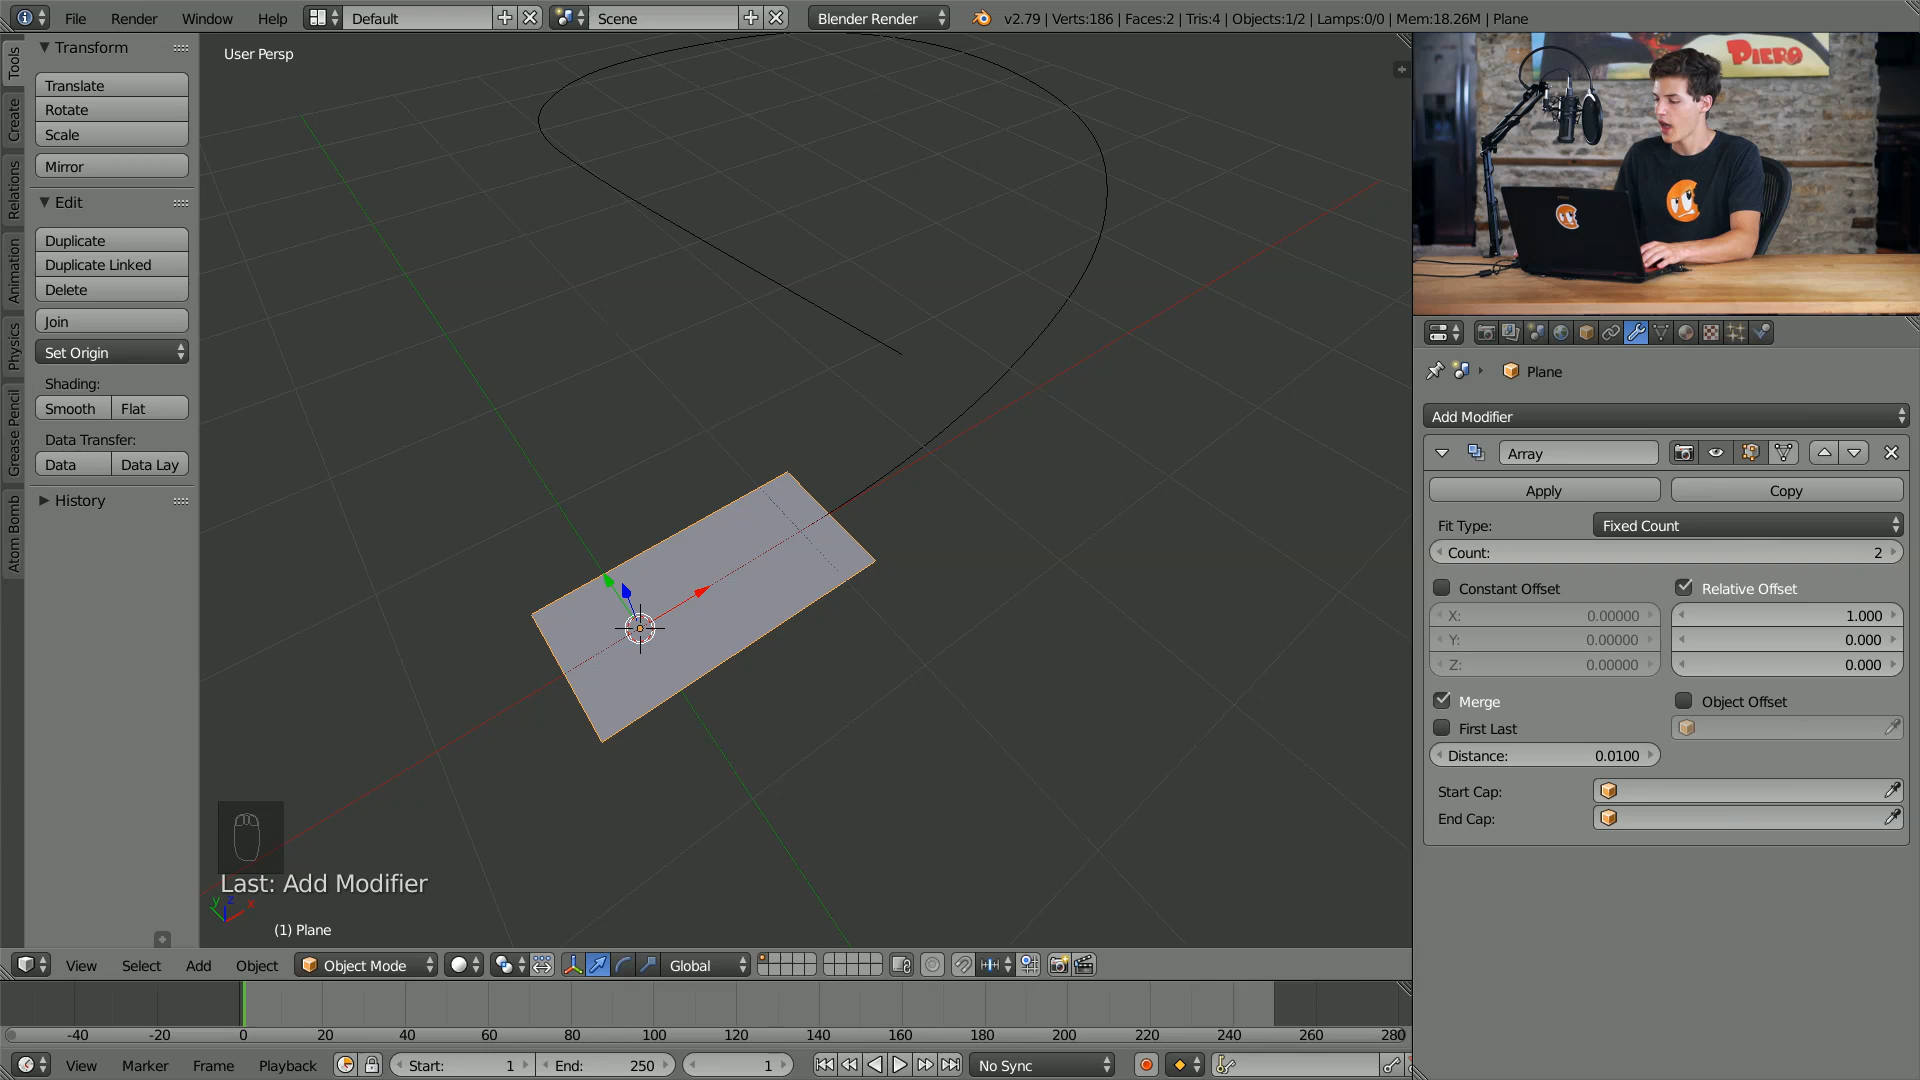 File Render Window Help Default Scene Blender Render v2.79 | Verts:186 | Faces:2 | Tris:4 | Objects:1/2 | Lamps:0/0 | Mem:18.26M | Plane
Tools
Create
Relations
Animation
Physics
Grease Pencil
Atom Bomb
Transform
Translate
Rotate
Scale
Mirror
Edit
Duplicate
Duplicate Linked
Delete
Join
Set Origin
Shading:
Smooth Flat
Data Transfer:
Data Data Lay
History
User Persp
Last: Add Modifier
y z x
(1) Plane
PIERO
Plane
Add Modifier
Array
Apply Copy
Fit Type: Fixed Count
Count: 2
Constant Offset Relative Offset
X: 0.00000 1.000
Y: 0.00000 0.000
Z: 0.00000 0.000
Merge Object Offset
First Last
Distance: 0.0100
Start Cap:
End Cap:
View Select Add Object Object Mode Global
-40 -20 0 20 40 60 80 100 120 140 160 180 200 220 240 260 280
View Marker Frame Playback Start: 1 End: 250 1 No Sync